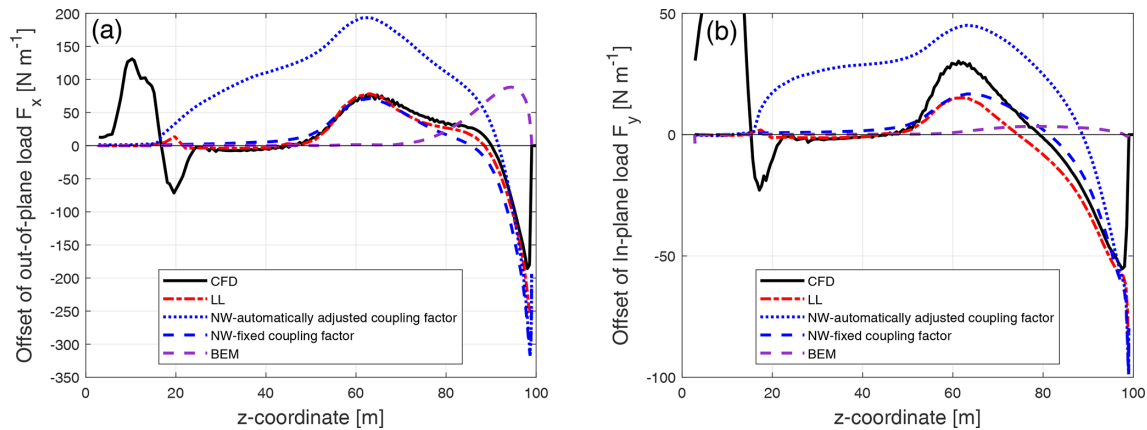 (a)
Offset of out-of-plane load F_x [N m⁻¹]
200
150
100
50
0
-50
-100
-150
-200
-250
-300
-350
0 20 40 60 80 100
z-coordinate [m]
CFD
LL
NW-automatically adjusted coupling factor
NW-fixed coupling factor
BEM
(b)
Offset of In-plane load F_y [N m⁻¹]
50
0
-50
-100
0 20 40 60 80 100
z-coordinate [m]
CFD
LL
NW-automatically adjusted coupling factor
NW-fixed coupling factor
BEM